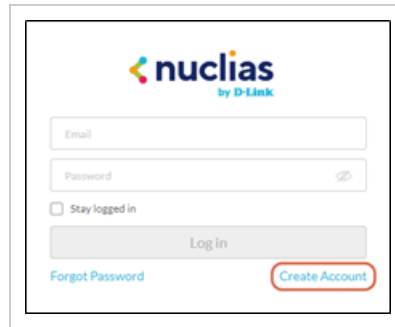 nuclias
by D-Link
Email
Password
Stay logged in
Log in
Forgot Password Create Account